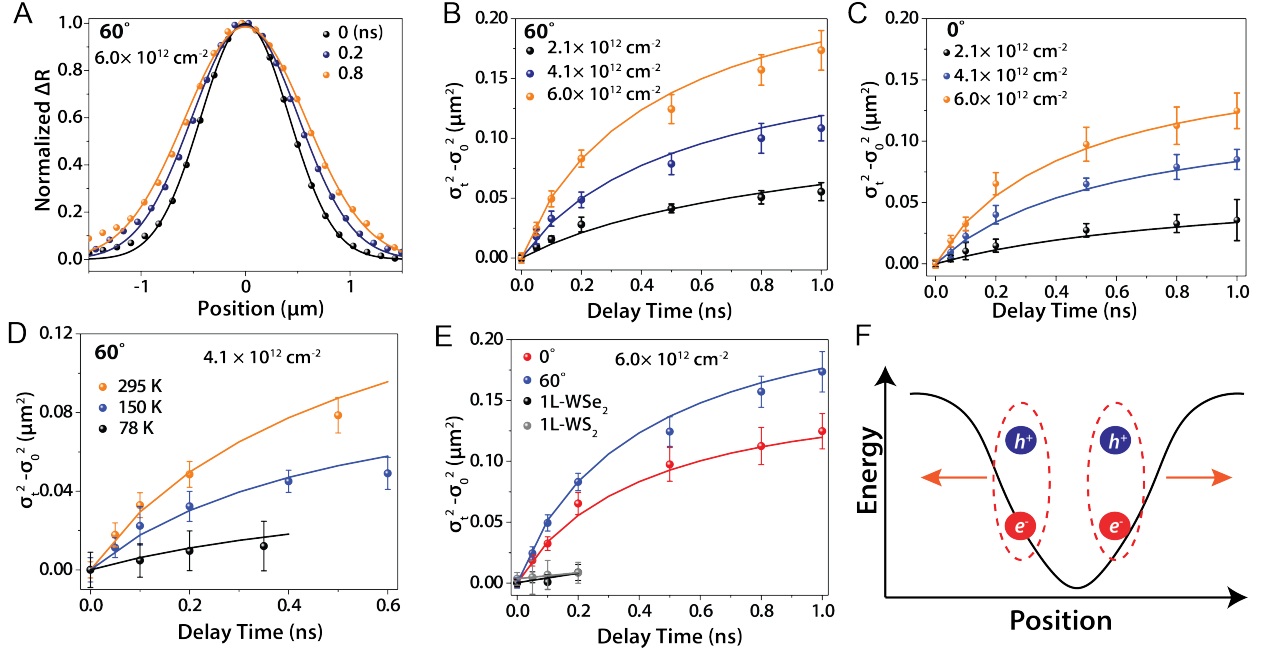 A
60°
6.0× 10¹² cm⁻²
0 (ns)
0.2
0.8
1.0
0.8
0.6
0.4
0.2
0.0
Normalized ΔR
-1
0
1
Position (µm)
B
60°
2.1× 10¹² cm⁻²
4.1× 10¹² cm⁻²
6.0× 10¹² cm⁻²
0.20
0.15
0.10
0.05
0.00
σₜ² -σ₀² (µm²)
0.0
0.2
0.4
0.6
0.8
1.0
Delay Time (ns)
C
0°
2.1× 10¹² cm⁻²
4.1× 10¹² cm⁻²
6.0× 10¹² cm⁻²
0.20
0.15
0.10
0.05
0.00
σₜ² -σ₀² (µm²)
0.0
0.2
0.4
0.6
0.8
1.0
Delay Time (ns)
D
60°
4.1 × 10¹² cm⁻²
295 K
150 K
78 K
0.12
0.08
0.04
0.00
σₜ² -σ₀² (µm²)
0.0
0.2
0.4
0.6
Delay Time (ns)
E
0°
60°
1L-WSe₂
1L-WS₂
6.0× 10¹² cm⁻²
0.20
0.15
0.10
0.05
0.00
σₜ² -σ₀² (µm²)
0.0
0.2
0.4
0.6
0.8
1.0
Delay Time (ns)
F
Energy
h⁺
h⁺
e⁻
e⁻
Position